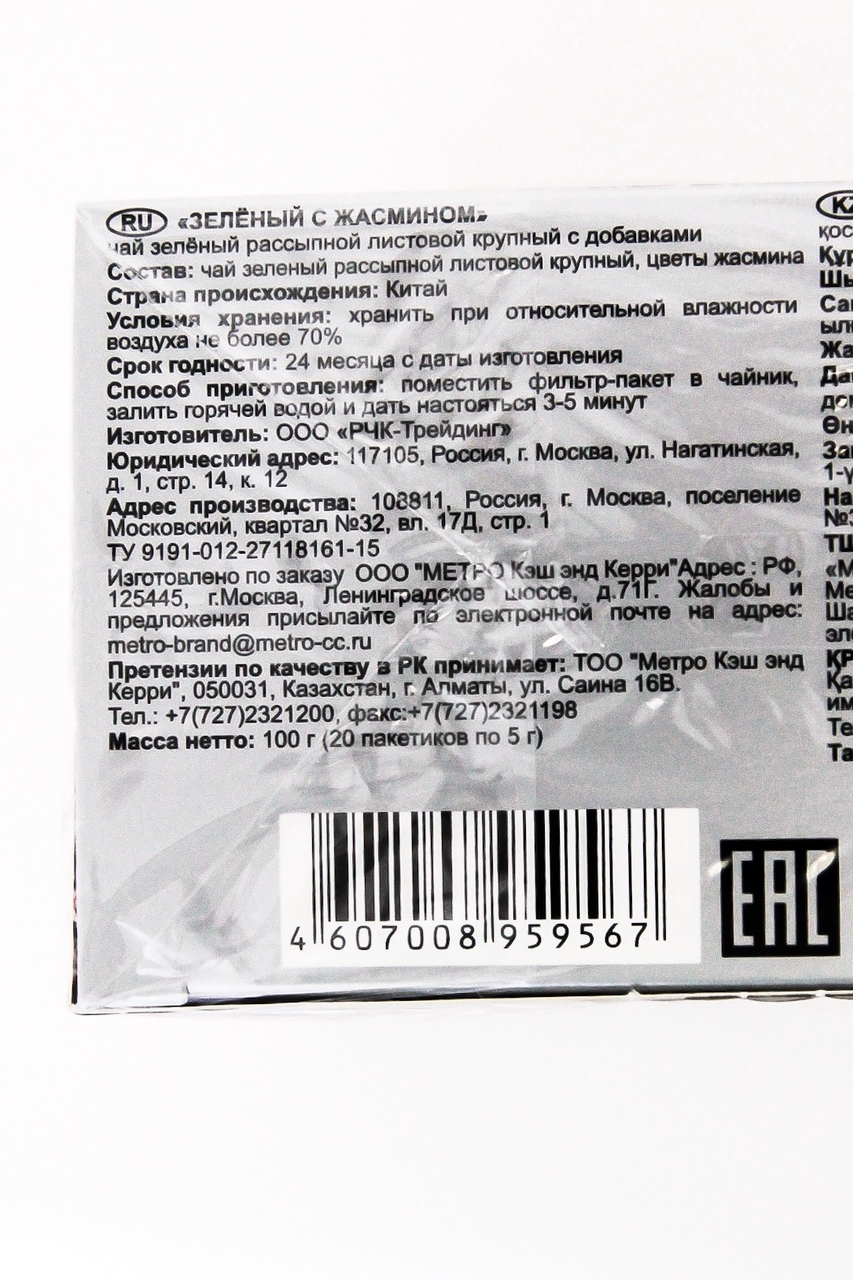 RU «ЗЕЛЁНЫЙ С ЖАСМИНОМ»
чай зелёный рассыпной листовой крупный с добавками
Состав: чай зеленый рассыпной листовой крупный, цветы жасмина
Страна происхождения: Китай
Условия хранения: хранить при относительной влажности
воздуха не более 70%
Срок годности: 24 месяца с даты изготовления
Способ приготовления: поместить фильтр-пакет в чайник,
залить горячей водой и дать настояться 3-5 минут
Изготовитель: ООО «РЧК-Трейдинг»
Юридический адрес: 117105, Россия, г. Москва, ул. Нагатинская,
д. 1, стр. 14, к. 12
Адрес производства: 108811, Россия, г. Москва, поселение
Московский, квартал №32, вл. 17Д, стр. 1
ТУ 9191-012-27118161-15
Изготовлено по заказу ООО "МЕТРО Кэш энд Керри"Адрес : РФ,
125445, г.Москва, Ленинградское шоссе, д.71Г. Жалобы и
предложения присылайте по электронной почте на адрес:
metro-brand@metro-cc.ru
Претензии по качеству в РК принимает: ТОО "Метро Кэш энд
Керри", 050031, Казахстан, г. Алматы, ул. Саина 16В.
Тел.: +7(727)2321200, факс:+7(727)2321198
Масса нетто: 100 г (20 пакетиков по 5 г)
4 607008 959567
EAC
KZ